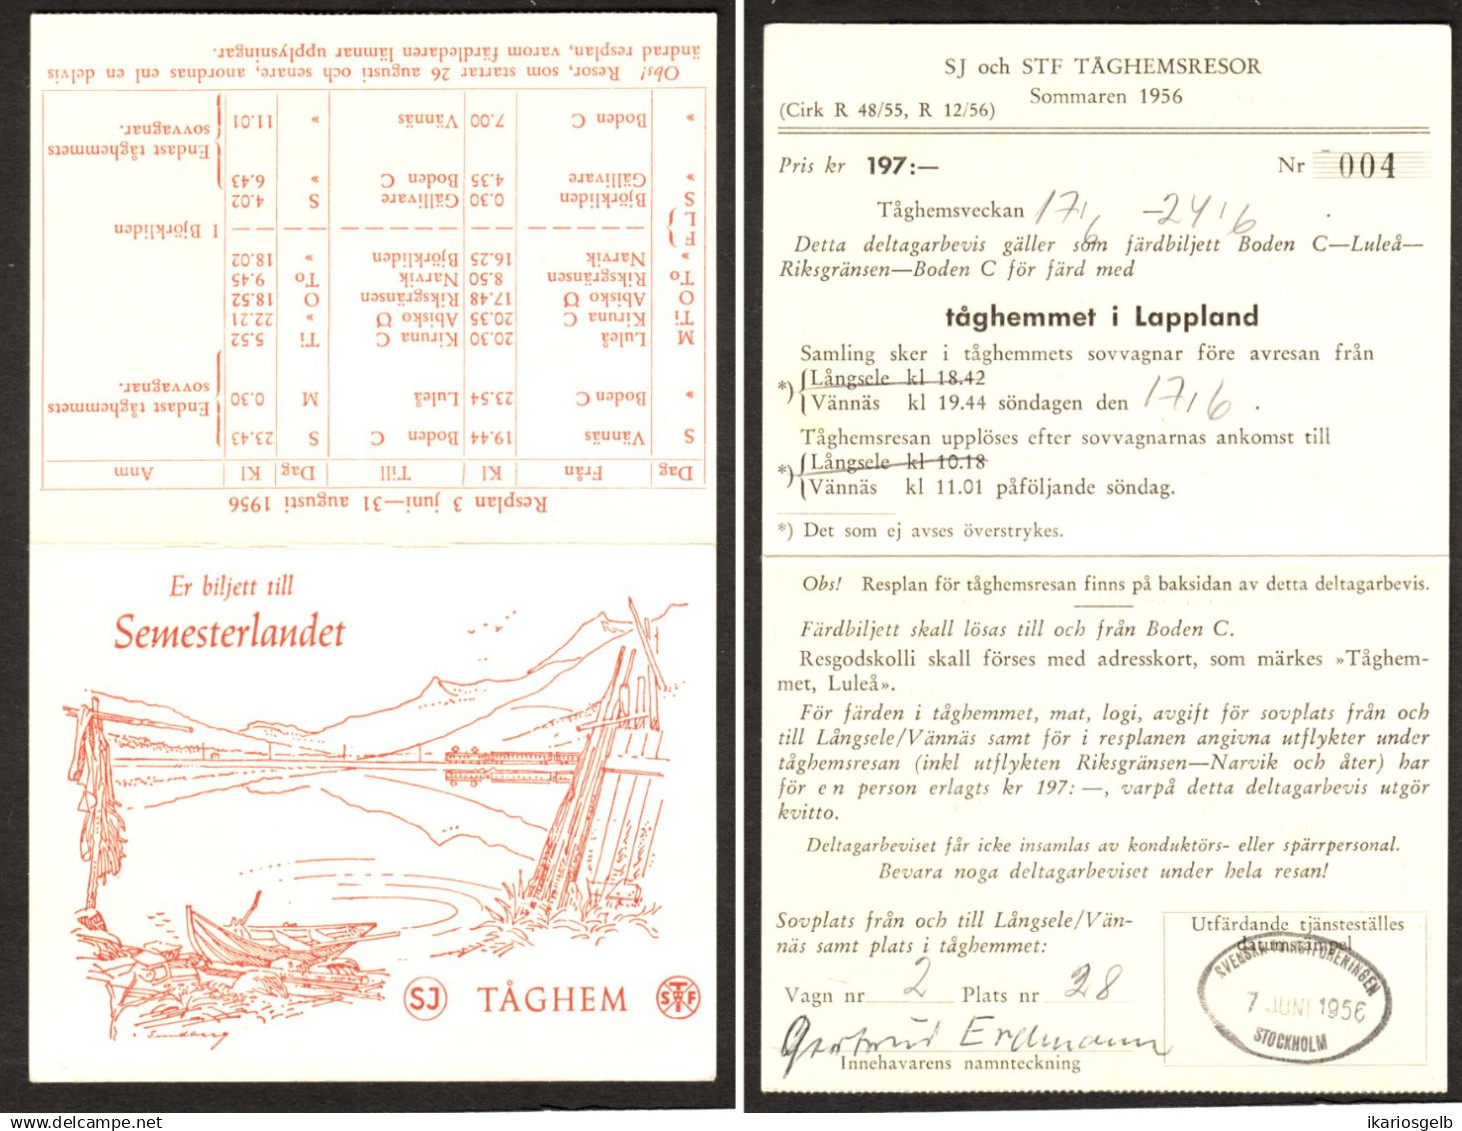 Resplan 3 juni—31 augusti 1956
Dag | Från | Kl | Till | Dag | Kl | Anm
S Vännäs 19.44 Boden C S 23.43 } Endast tåghemmets
» Boden C 23.54 Luleå M 0.30 } sovvagnar.
M Luleå 20.30 Kiruna C Ti 5.52
Ti Kiruna C 20.35 Abisko Ö » 22.21
O Abisko Ö 17.48 Riksgränsen O 18.52
To Riksgränsen 8.50 Narvik To 9.45
» Narvik 16.25 Björkliden » 18.02
F } — — — — — — — — I Björkliden
L }
S Björkliden 0.30 Gällivare S 4.02
» Gällivare 4.35 Boden C » 6.43 } Endast tåghemmets
» Boden C 7.00 Vännäs » 11.01 } sovvagnar.
Obs! Resor, som startar 26 augusti och senare, anordnas enl en delvis
ändrad resplan, varom färdledaren lämnar upplysningar.
Er biljett till
Semesterlandet
Sundberg
SJ TÅGHEM STF
SJ och STF TÅGHEMSRESOR
Sommaren 1956
(Cirk R 48/55, R 12/56)
Pris kr 197:— Nr 004
Tåghemsveckan 17/6 -24/6 .
Detta deltagarbevis gäller som färdbiljett Boden C—Luleå—
Riksgränsen—Boden C för färd med
tåghemmet i Lappland
Samling sker i tåghemmets sovvagnar före avresan från
*) { Långsele kl 18.42
Vännäs kl 19.44 söndagen den 17/6 .
Tåghemsresan upplöses efter sovvagnarnas ankomst till
*) { Långsele kl 10.18
Vännäs kl 11.01 påföljande söndag.
*) Det som ej avses överstrykes.
Obs! Resplan för tåghemsresan finns på baksidan av detta deltagarbevis.
Färdbiljett skall lösas till och från Boden C.
Resgodskolli skall förses med adresskort, som märkes »Tåghem-
met, Luleå».
För färden i tåghemmet, mat, logi, avgift för sovplats från och
till Långsele/Vännäs samt för i resplanen angivna utflykter under
tåghemsresan (inkl utflykten Riksgränsen—Narvik och åter) har
för en person erlagts kr 197: —, varpå detta deltagarbevis utgör
kvitto.
Deltagarbeviset får icke insamlas av konduktörs- eller spärrpersonal.
Bevara noga deltagarbeviset under hela resan!
Sovplats från och till Långsele/Vän-
näs samt plats i tåghemmet:
Vagn nr 2 Plats nr 28
Gertrud Erdmann
Innehavarens namnteckning
Utfärdande tjänsteställes
datumstämpel
SVENSKA TURISTFÖRENINGEN
7 JUNI 1956
STOCKHOLM
ikariosgelb